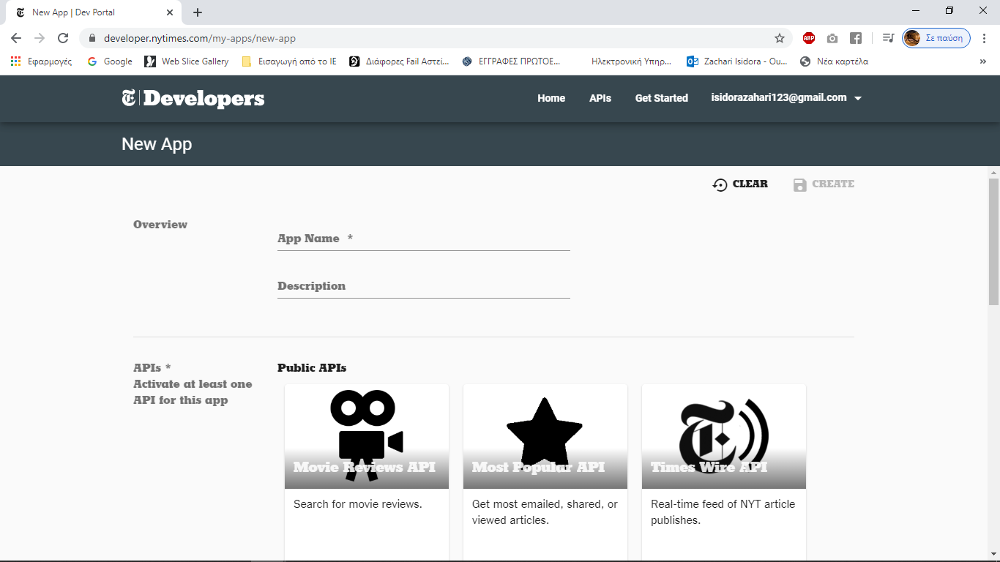 New App | Dev Portal
developer.nytimes.com/my-apps/new-app
ABP
Σε παύση
Εφαρμογές
Google
Web Slice Gallery
Εισαγωγή από το IE
Διάφορες Fail Αστεί...
ΕΓΓΡΑΦΕΣ ΠΡΩΤΟΕ...
Ηλεκτρονική Υπηρ...
Zachari Isidora - Ou...
Νέα καρτέλα
T Developers
Home
APIs
Get Started
isidorazahari123@gmail.com
New App
CLEAR
CREATE
Overview
App Name *
Description
APIs *
Activate at least one
API for this app
Public APIs
Movie Reviews API
Search for movie reviews.
Most Popular API
Get most emailed, shared, or
viewed articles.
Times Wire API
Real-time feed of NYT article
publishes.